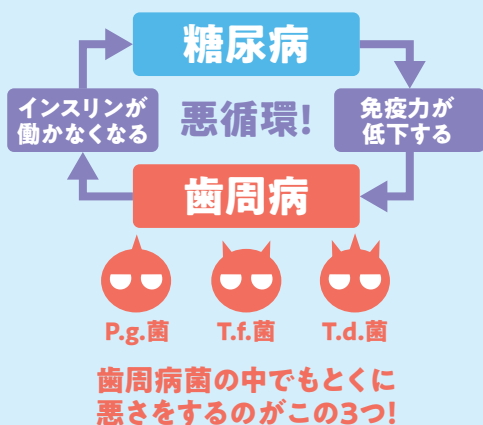 糖尿病
インスリンが
働かなくなる
悪循環!
免疫力が
低下する
歯周病
P.g.菌
T.f.菌
T.d.菌
歯周病菌の中でもとくに
悪さをするのがこの3つ!